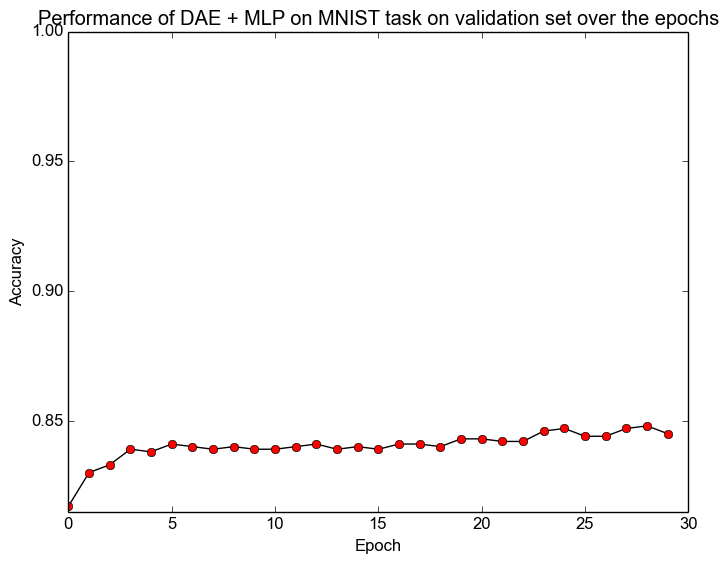 Performance of DAE + MLP on MNIST task on validation set over the epochs
1.00
0.95
0.90
0.85
Accuracy
0 5 10 15 20 25 30
Epoch